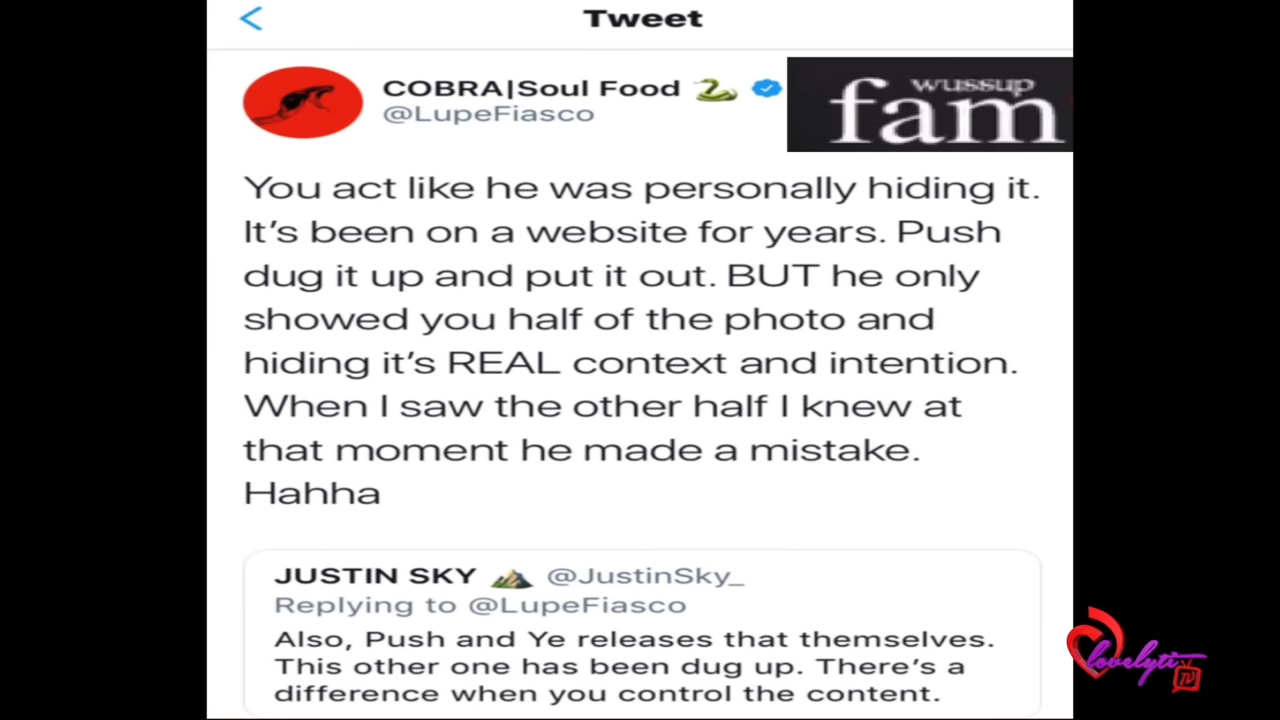 Tweet
COBRA|Soul Food 🐍
@LupeFiasco
wussup
fam
You act like he was personally hiding it.
It’s been on a website for years. Push
dug it up and put it out. BUT he only
showed you half of the photo and
hiding it’s REAL context and intention.
When I saw the other half I knew at
that moment he made a mistake.
Hahha
JUSTIN SKY ⛰️ @JustinSky_
Replying to @LupeFiasco
Also, Push and Ye releases that themselves.
This other one has been dug up. There’s a
difference when you control the content.
lovelyti
TV